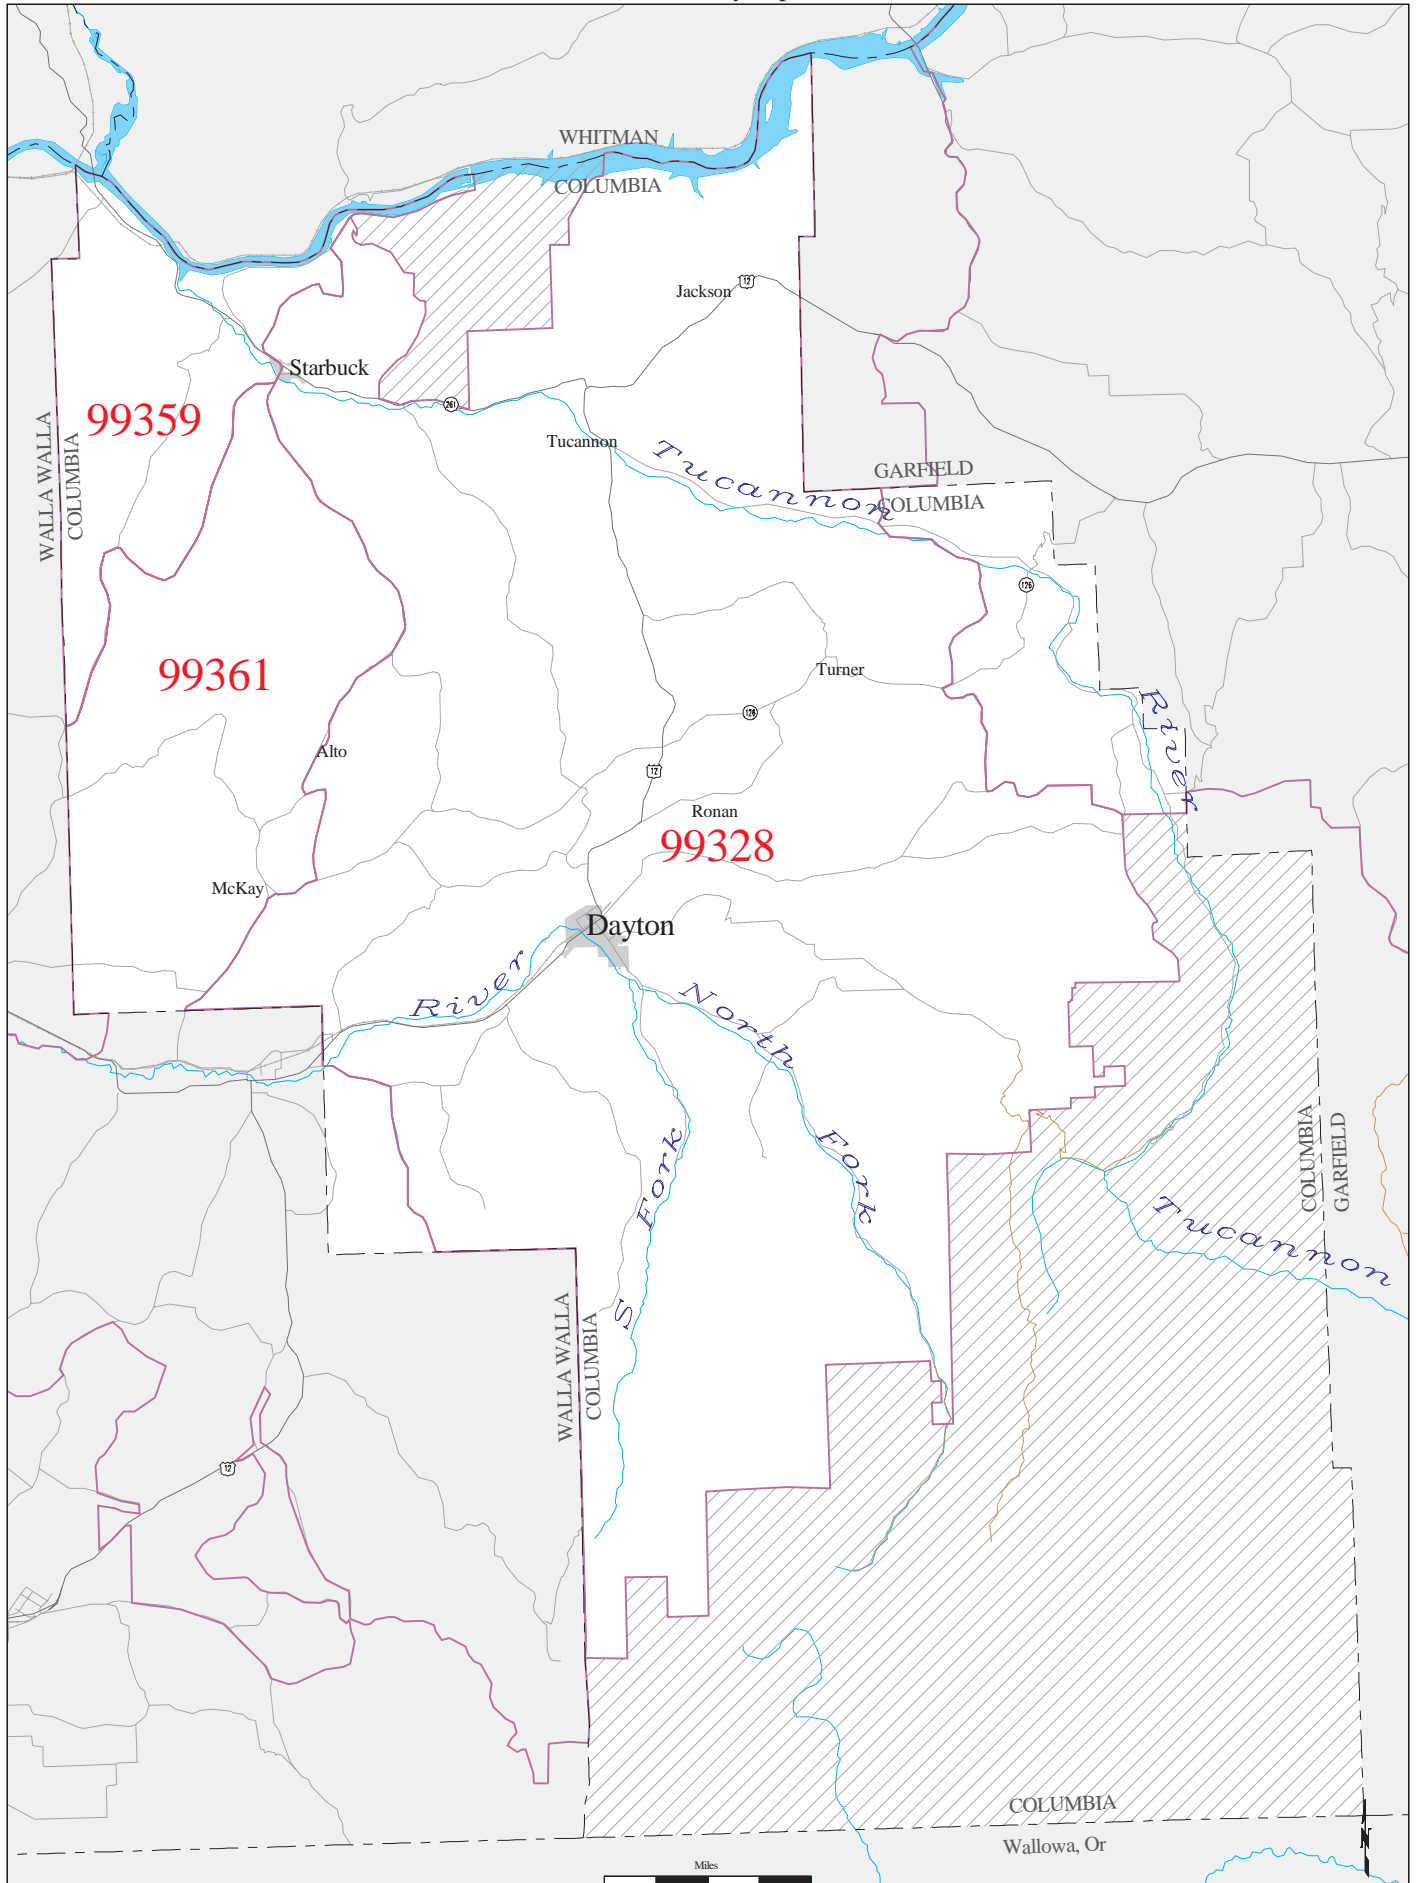 WHITMAN
COLUMBIA
Jackson
12
Starbuck
99359
261
Tucannon
Tucannon
GARFIELD
COLUMBIA
WALLA WALLA
COLUMBIA
126
99361
Turner
River
126
Alto
12
Ronan
99328
McKay
Dayton
River
North
Fork
S Fork
COLUMBIA
GARFIELD
Tucannon
WALLA WALLA
COLUMBIA
12
COLUMBIA
Wallowa, Or
N
Miles